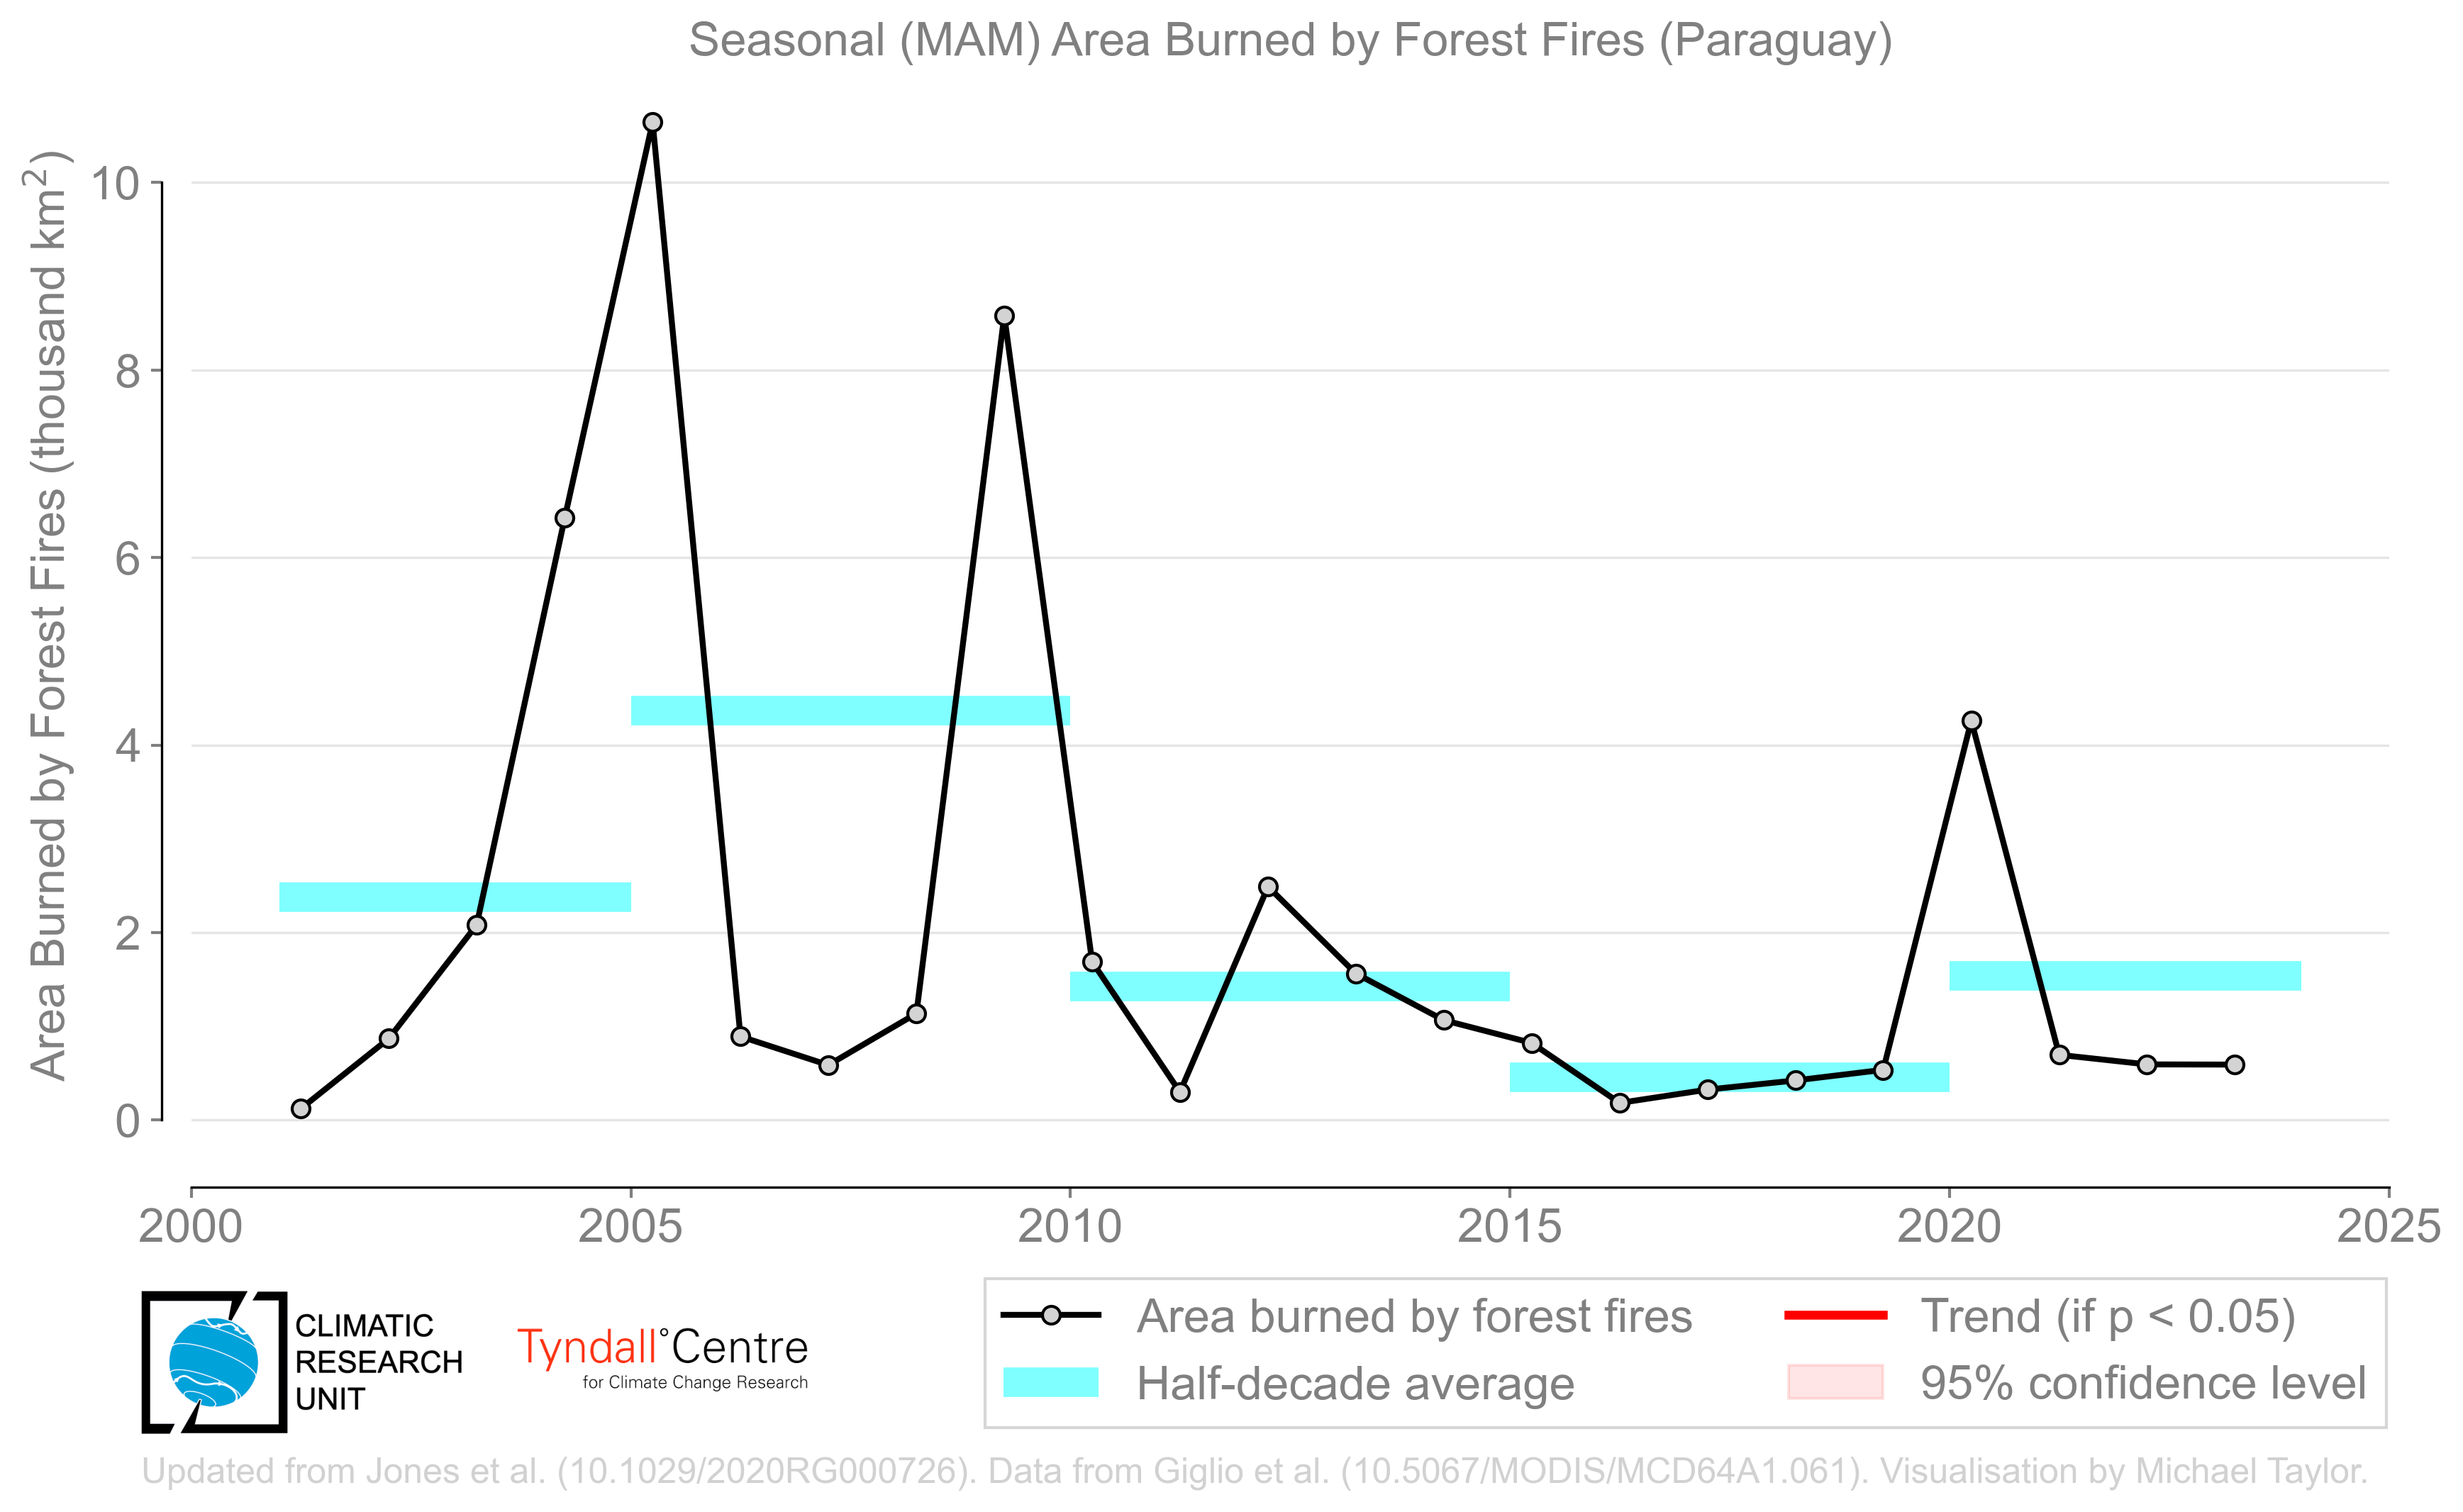 Seasonal (MAM) Area Burned by Forest Fires (Paraguay)
Area Burned by Forest Fires (thousand km²)
10
8
6
4
2
0
2000 2005 2010 2015 2020 2025
CLIMATIC
RESEARCH
UNIT
Tyndall°Centre
for Climate Change Research
Area burned by forest fires
Half-decade average
Trend (if p < 0.05)
95% confidence level
Updated from Jones et al. (10.1029/2020RG000726). Data from Giglio et al. (10.5067/MODIS/MCD64A1.061). Visualisation by Michael Taylor.